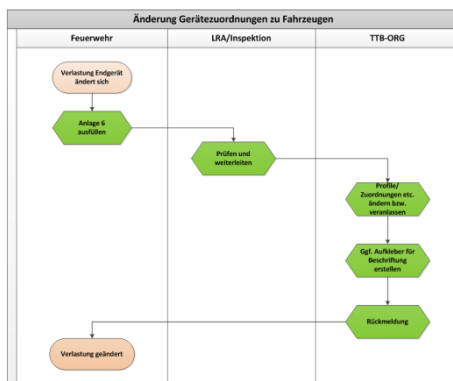 Änderung Gerätezuordnungen zu Fahrzeugen
Feuerwehr
LRA/Inspektion
TTB-ORG
Verlastung Endgerät
ändert sich
Anlage 6
ausfüllen
Prüfen und
weiterleiten
Profile/
Zuordnungen etc.
ändern bzw.
veranlassen
Ggf. Aufkleber für
Beschriftung
erstellen
Rückmeldung
Verlastung geändert